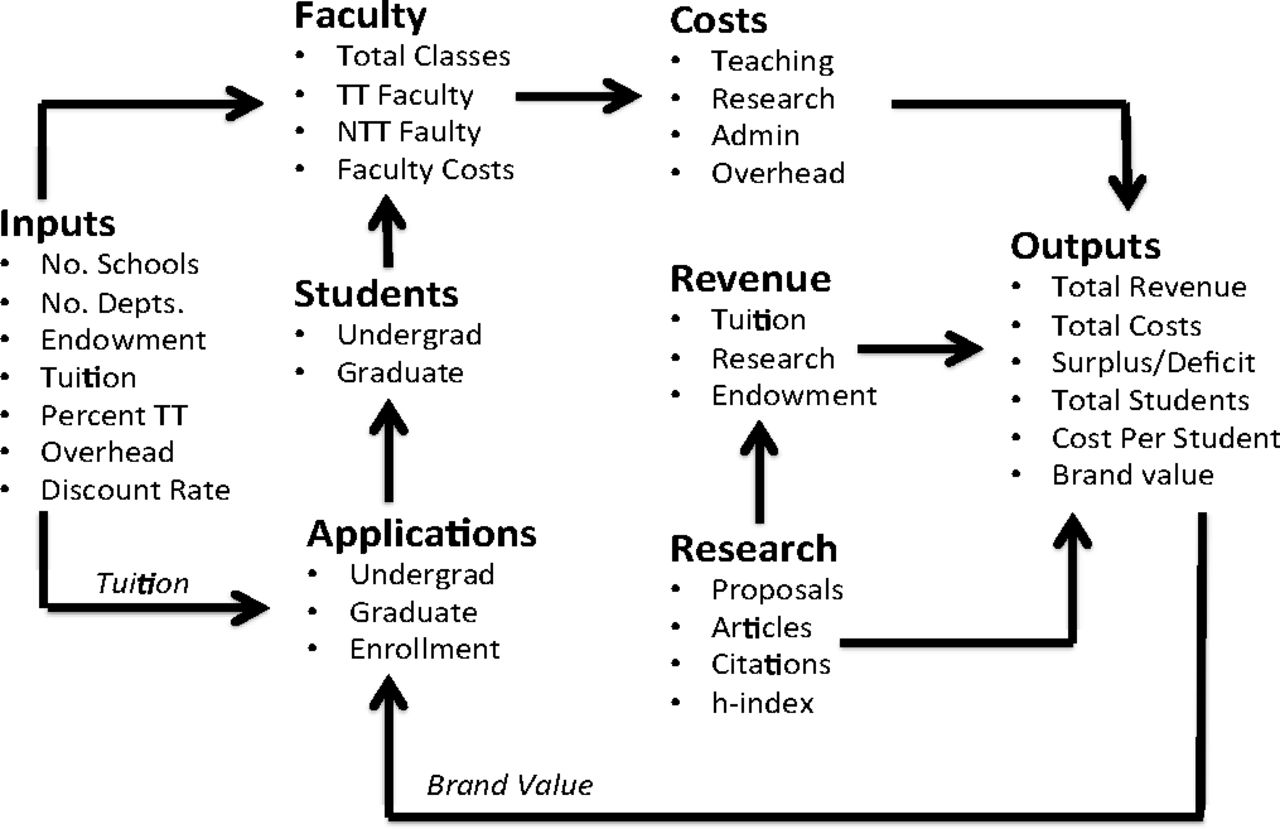 Faculty
• Total Classes
• TT Faculty
• NTT Faulty
• Faculty Costs
Costs
• Teaching
• Research
• Admin
• Overhead
Inputs
• No. Schools
• No. Depts.
• Endowment
• Tuition
• Percent TT
• Overhead
• Discount Rate
Students
• Undergrad
• Graduate
Revenue
• Tuition
• Research
• Endowment
Outputs
• Total Revenue
• Total Costs
• Surplus/Deficit
• Total Students
• Cost Per Student
• Brand value
Tuition
Applications
• Undergrad
• Graduate
• Enrollment
Research
• Proposals
• Articles
• Citations
• h-index
Brand Value